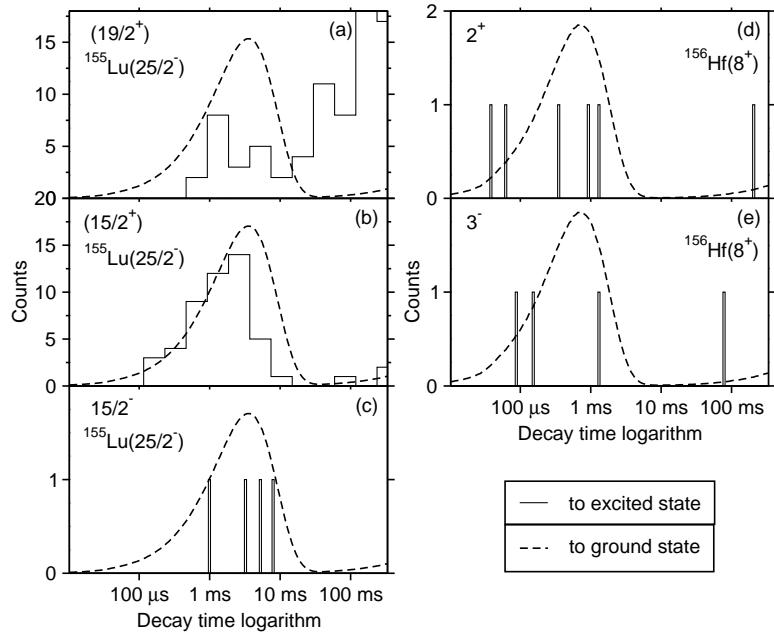 (19/2⁺)
(a)
¹⁵⁵Lu(25/2⁻)
15
10
5
20
0
(15/2⁺)
(b)
¹⁵⁵Lu(25/2⁻)
15
10
5
0
Counts
15/2⁻
(c)
¹⁵⁵Lu(25/2⁻)
1
0
100 μs
1 ms
10 ms
100 ms
Decay time logarithm
2
2⁺
(d)
¹⁵⁶Hf(8⁺)
1
0
3⁻
(e)
¹⁵⁶Hf(8⁺)
1
0
Counts
100 μs
1 ms
10 ms
100 ms
Decay time logarithm
to excited state
to ground state